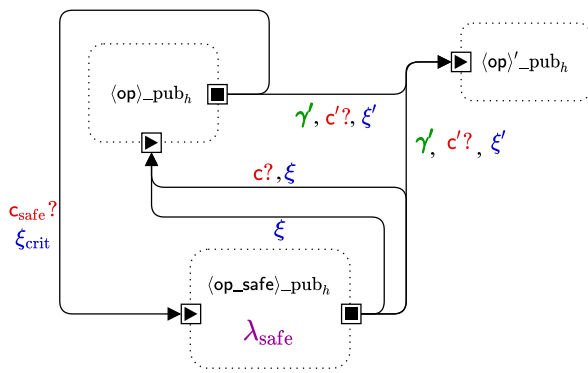 ⟨op⟩_pub_h
⟨op⟩′_pub_h
γ′, c′?, ξ′
γ′, c′?, ξ′
c?, ξ
c_safe?
ξ_crit
ξ
⟨op_safe⟩_pub_h
λ_safe